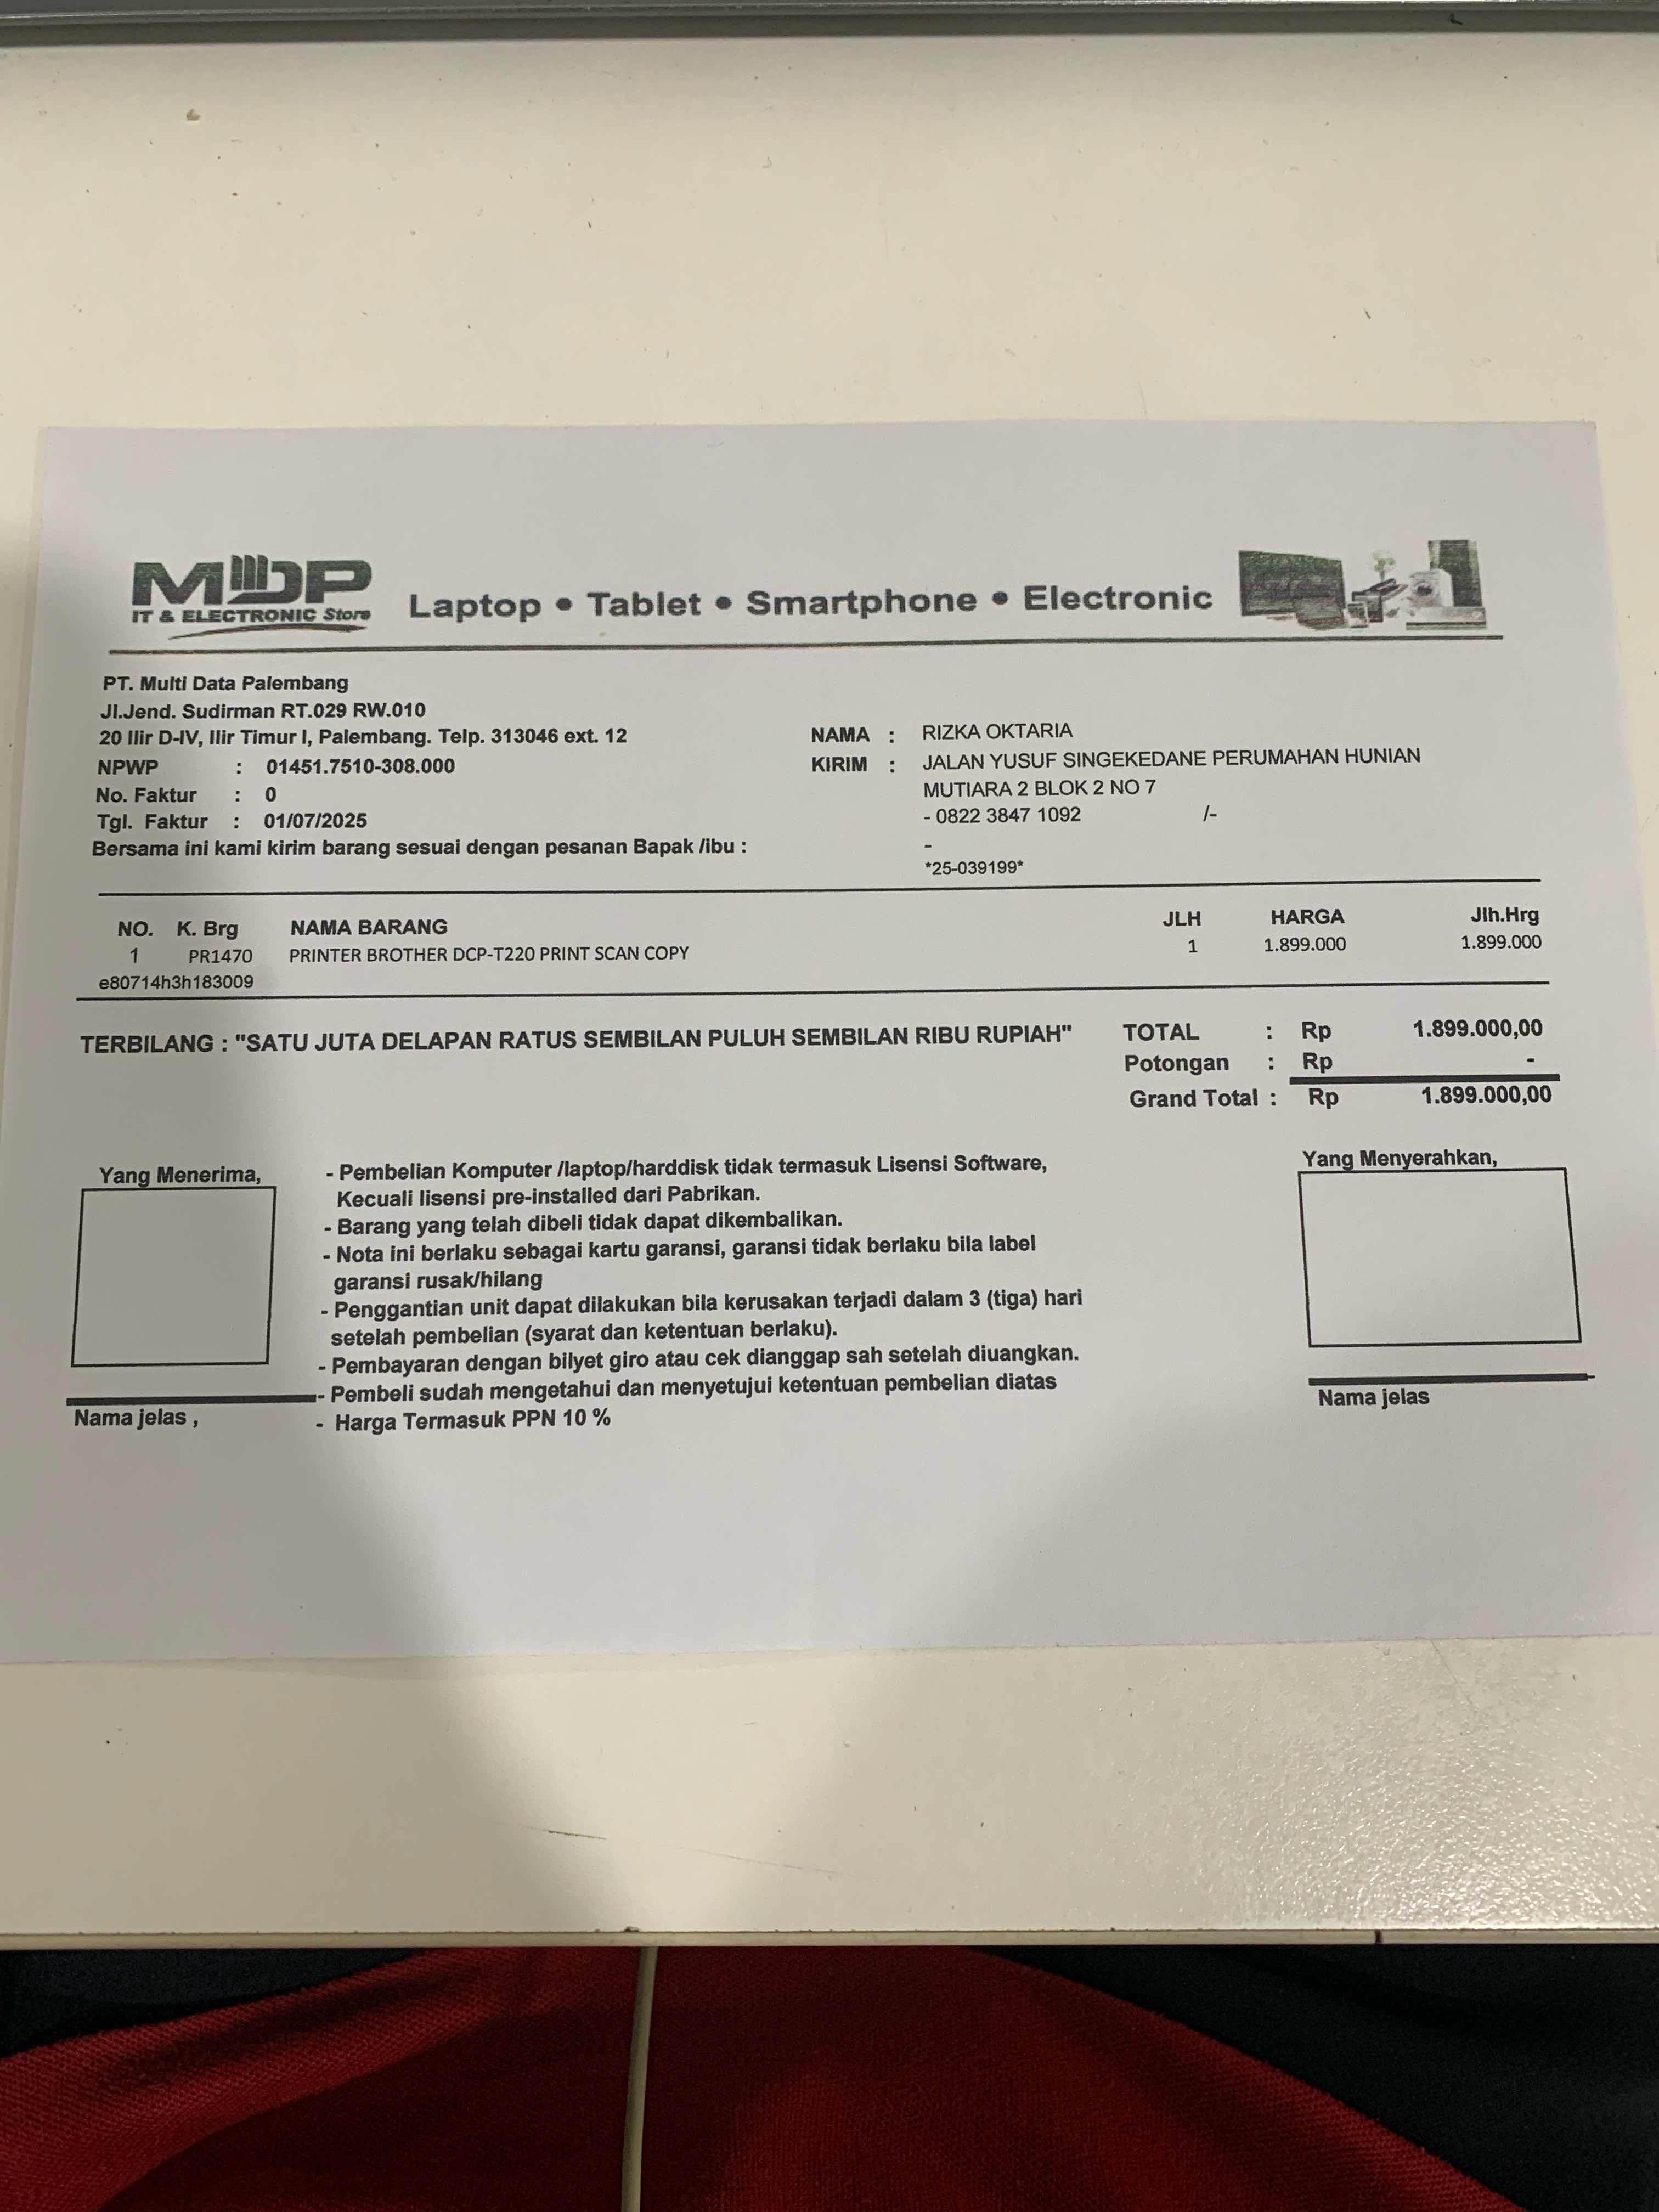 MDP
IT & ELECTRONIC Store
Laptop • Tablet • Smartphone • Electronic
PT. Multi Data Palembang
Jl.Jend. Sudirman RT.029 RW.010
20 Ilir D-IV, Ilir Timur I, Palembang. Telp. 313046 ext. 12
NPWP : 01451.7510-308.000
No. Faktur : 0
Tgl. Faktur : 01/07/2025
Bersama ini kami kirim barang sesuai dengan pesanan Bapak /ibu :
NAMA : RIZKA OKTARIA
KIRIM : JALAN YUSUF SINGEKEDANE PERUMAHAN HUNIAN
MUTIARA 2 BLOK 2 NO 7
- 0822 3847 1092 /-
-
*25-039199*
NO. K. Brg NAMA BARANG JLH HARGA Jlh.Hrg
1 PR1470 PRINTER BROTHER DCP-T220 PRINT SCAN COPY 1 1.899.000 1.899.000
e80714h3h183009
TERBILANG : "SATU JUTA DELAPAN RATUS SEMBILAN PULUH SEMBILAN RIBU RUPIAH"
TOTAL : Rp 1.899.000,00
Potongan : Rp -
Grand Total : Rp 1.899.000,00
Yang Menerima,
Nama jelas ,
- Pembelian Komputer /laptop/harddisk tidak termasuk Lisensi Software,
Kecuali lisensi pre-installed dari Pabrikan.
- Barang yang telah dibeli tidak dapat dikembalikan.
- Nota ini berlaku sebagai kartu garansi, garansi tidak berlaku bila label
garansi rusak/hilang
- Penggantian unit dapat dilakukan bila kerusakan terjadi dalam 3 (tiga) hari
setelah pembelian (syarat dan ketentuan berlaku).
- Pembayaran dengan bilyet giro atau cek dianggap sah setelah diuangkan.
- Pembeli sudah mengetahui dan menyetujui ketentuan pembelian diatas
- Harga Termasuk PPN 10 %
Yang Menyerahkan,
Nama jelas